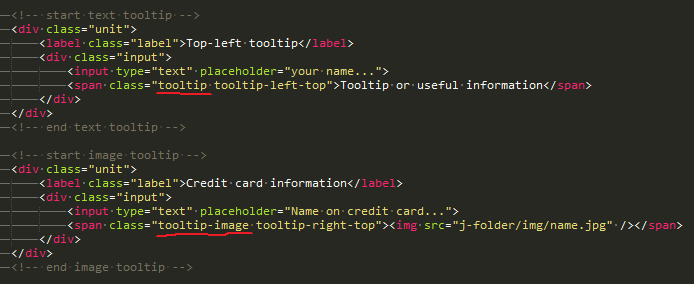 <!-- start text tooltip -->
<div class="unit">
<label class="label">Top-left tooltip</label>
<div class="input">
<input type="text" placeholder="your name...">
<span class="tooltip tooltip-left-top">Tooltip or useful information</span>
</div>
</div>
<!-- end text tooltip -->
<!-- start image tooltip -->
<div class="unit">
<label class="label">Credit card information</label>
<div class="input">
<input type="text" placeholder="Name on credit card...">
<span class="tooltip-image tooltip-right-top"><img src="j-folder/img/name.jpg" /></span>
</div>
</div>
<!-- end image tooltip -->